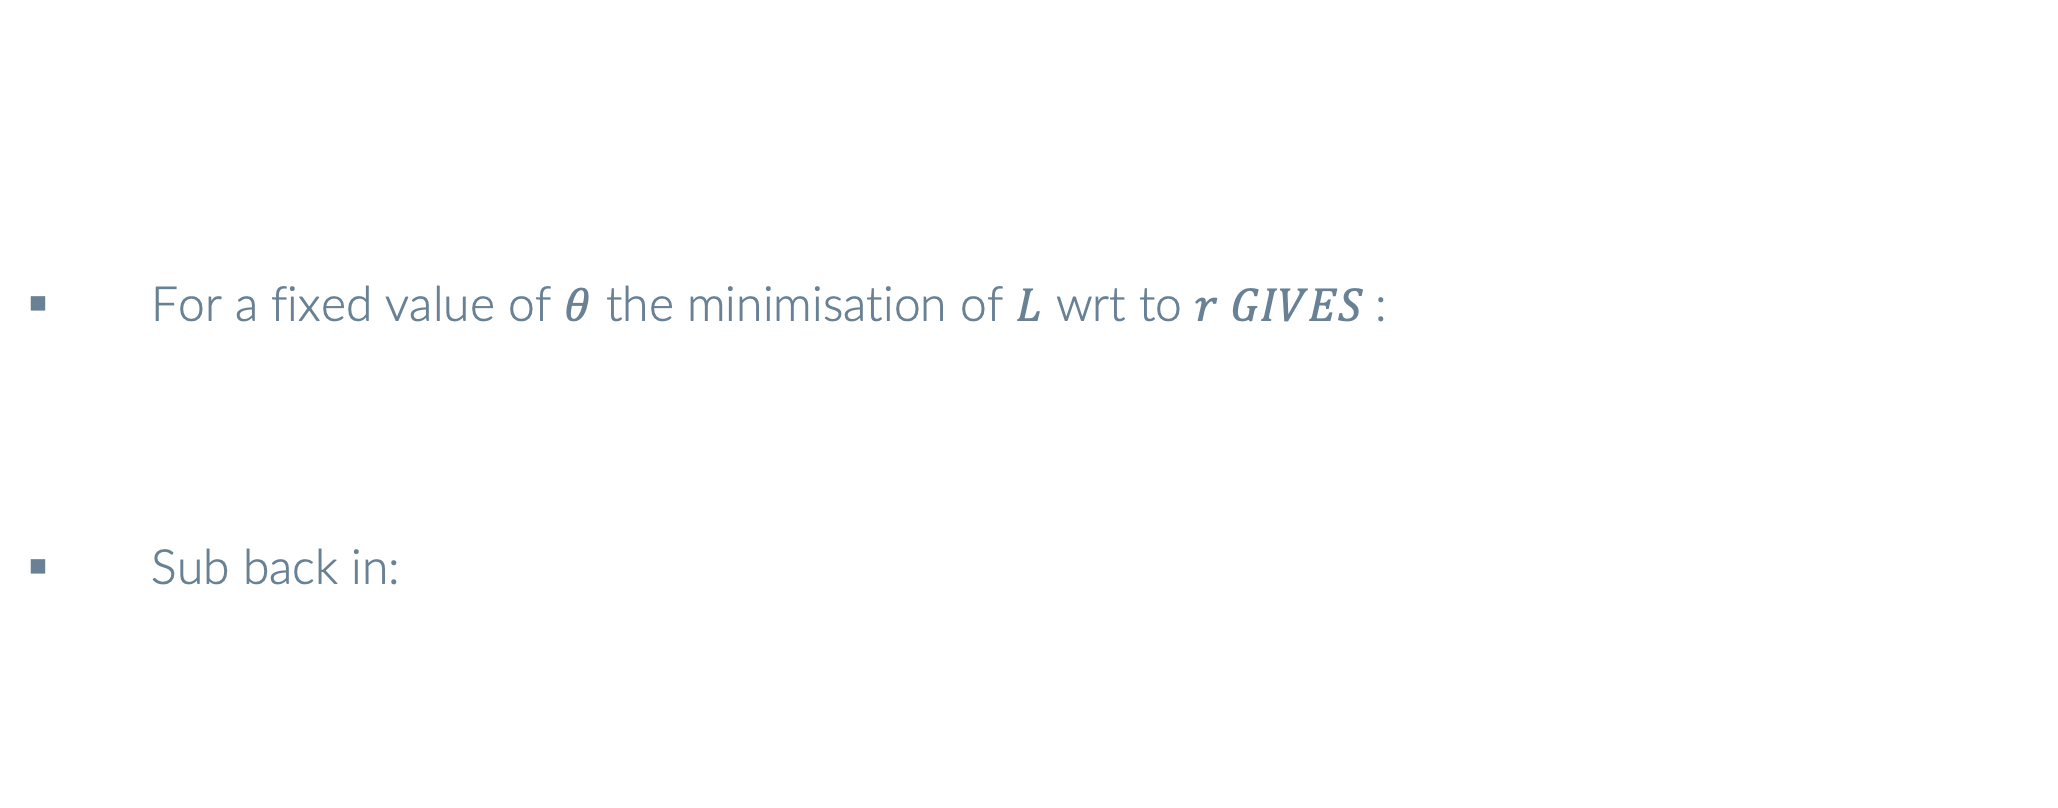 ▪ For a fixed value of 𝜽 the minimisation of 𝑳 wrt to 𝒓 𝑮𝑰𝑽𝑬𝑺 :
▪ Sub back in: